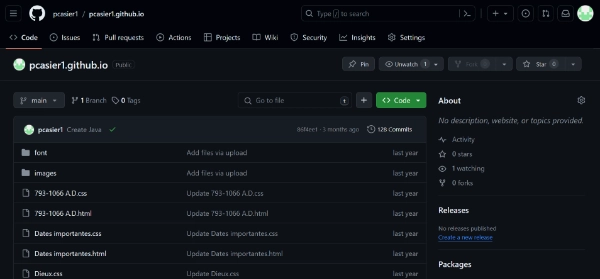 pcasier1 / pcasier1.github.io
Type / to search
Code Issues Pull requests Actions Projects Wiki Security Insights Settings
pcasier1.github.io Public
Pin Unwatch 1 Star 0
main 1 Branch 0 Tags Go to file t Code
About
No description, website, or topics provided.
pcasier1 Create Java 3 months ago 128 Commits
Activity
font Add files via upload last year
0 stars
images Add files via upload last year
1 watching
793-1066 A.D.css Update 793-1066 A.D.css last year
0 forks
793-1066 A.D.html Update 793-1066 A.D.html last year
Releases
Dates importantes.css Update Dates importantes.css last year
No releases published
Create a new release
Dates importantes.html Update Dates importantes.html last year
Packages
Dieux.css Update Dieux.css last year